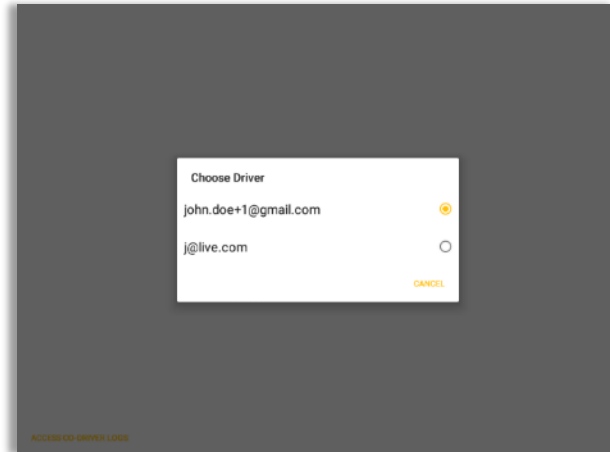 Choose Driver
john.doe+1@gmail.com
j@live.com
CANCEL
ACCESS CO-DRIVER LOGS